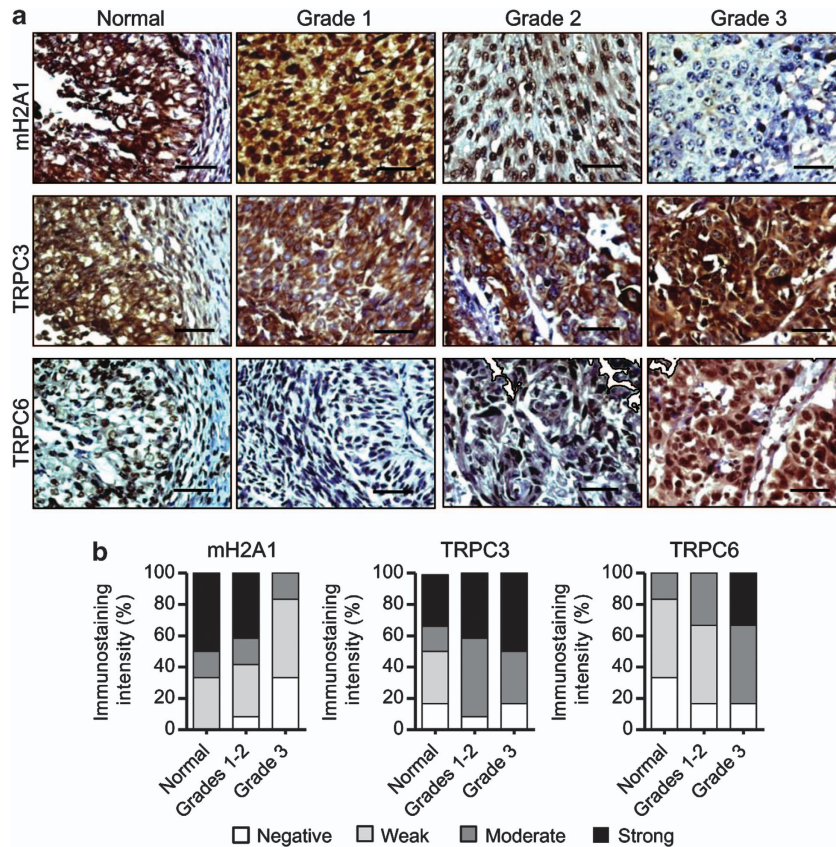 a
Normal Grade 1 Grade 2 Grade 3
mH2A1
TRPC3
TRPC6
b
mH2A1 TRPC3 TRPC6
Immunostaining
intensity (%)
100
80
60
40
20
0
Normal
Grades 1-2
Grade 3
Immunostaining
intensity (%)
100
80
60
40
20
0
Normal
Grades 1-2
Grade 3
Immunostaining
intensity (%)
100
80
60
40
20
0
Normal
Grades 1-2
Grade 3
Negative Weak Moderate Strong